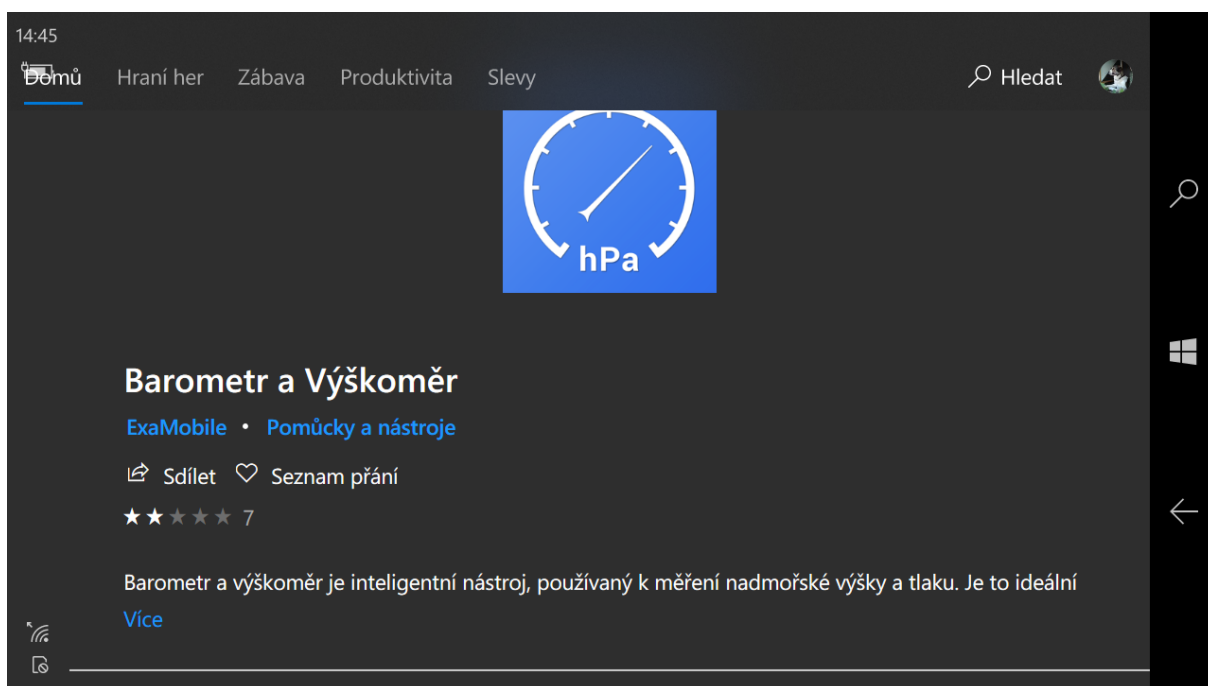 14:45
Domů Hraní her Zábava Produktivita Slevy Hledat
hPa
Barometr a Výškoměr
ExaMobile • Pomůcky a nástroje
Sdílet Seznam přání
7
Barometr a výškoměr je inteligentní nástroj, používaný k měření nadmořské výšky a tlaku. Je to ideální
Více